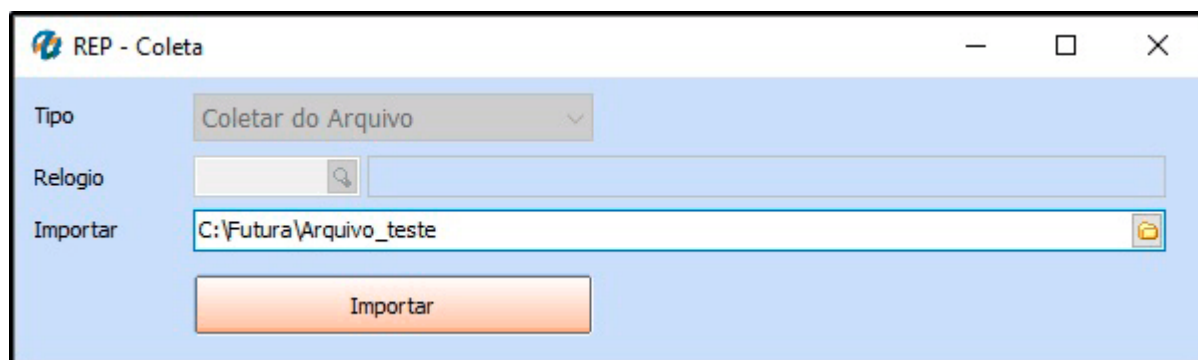 REP - Coleta
Tipo
Coletar do Arquivo
Relogio
Importar
C:\Futura\Arquivo_teste
Importar